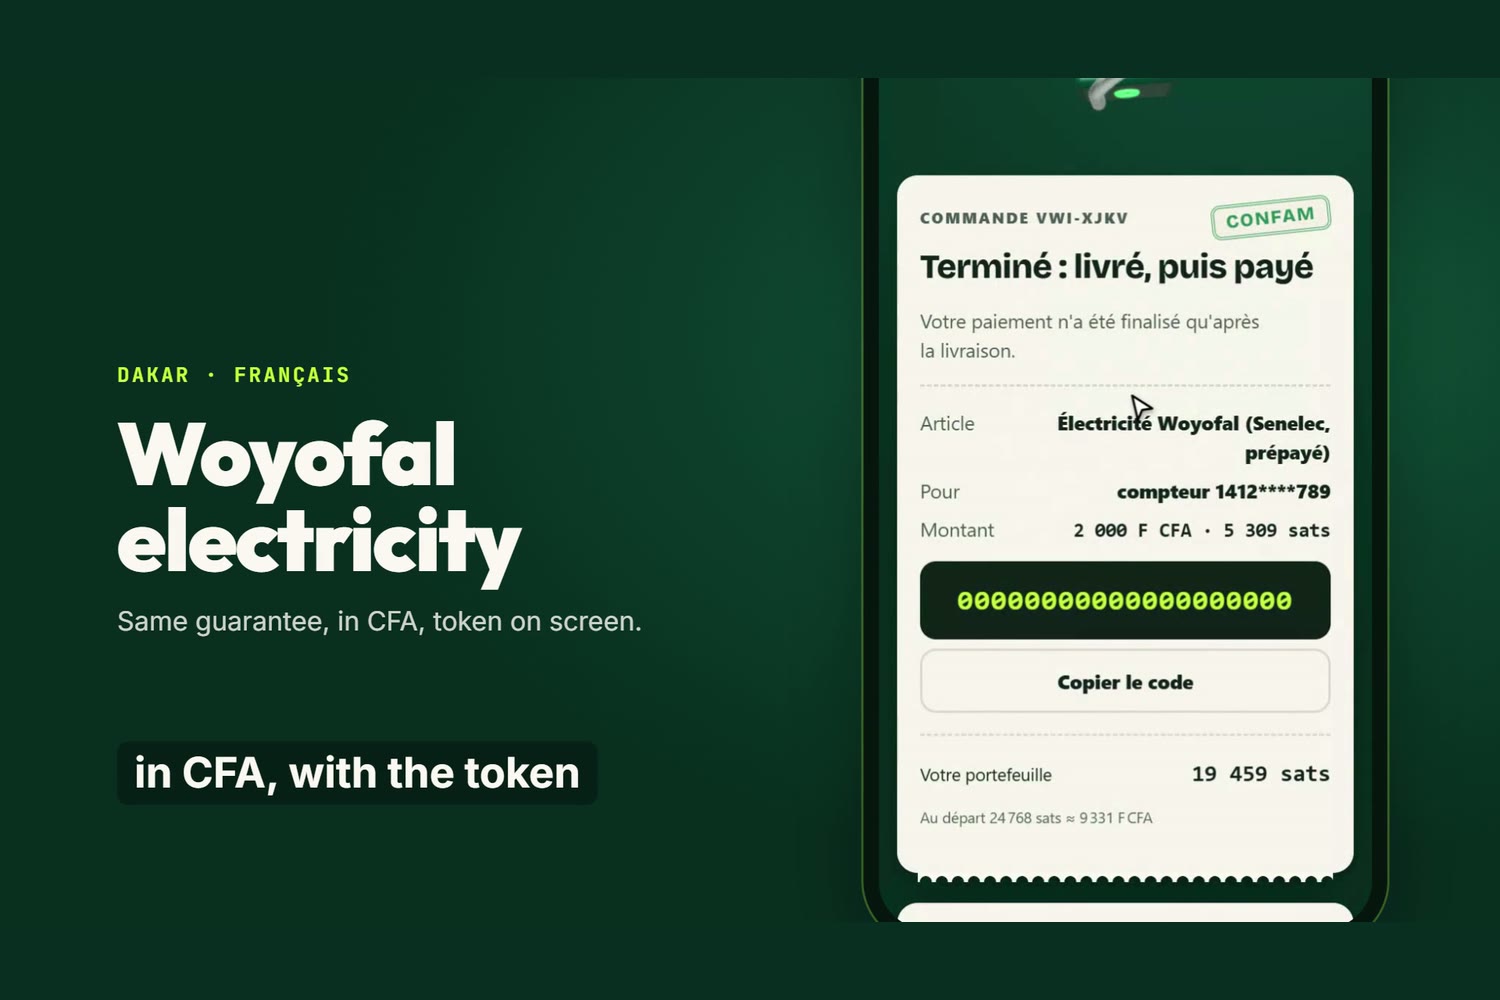 DAKAR · FRANÇAIS
Woyofal
electricity
Same guarantee, in CFA, token on screen.
in CFA, with the token
COMMANDE VWI-XJKV
CONFAM
Terminé : livré, puis payé
Votre paiement n'a été finalisé qu'après
la livraison.
Article Électricité Woyofal (Senelec,
prépayé)
Pour compteur 1412****789
Montant 2 000 F CFA · 5 309 sats
00000000000000000000
Copier le code
Votre portefeuille 19 459 sats
Au départ 24 768 sats ≈ 9 331 F CFA